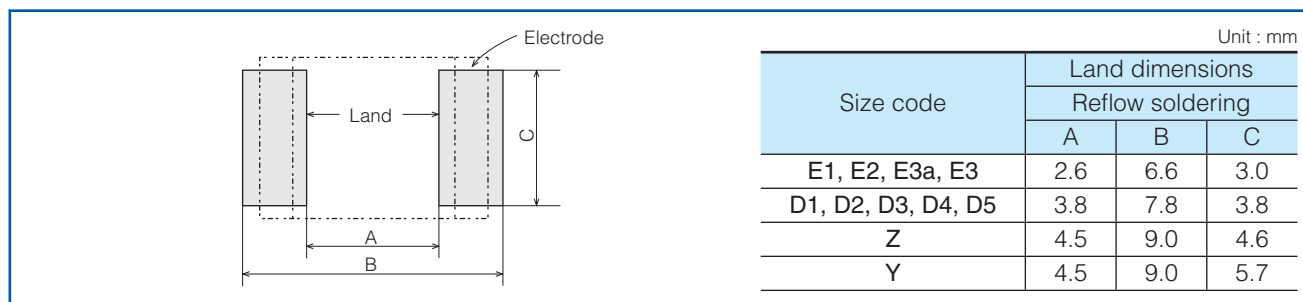 Electrode
Land
C
A
B
Unit : mm
Size code
Land dimensions
Reflow soldering
A B C
E1, E2, E3a, E3 2.6 6.6 3.0
D1, D2, D3, D4, D5 3.8 7.8 3.8
Z 4.5 9.0 4.6
Y 4.5 9.0 5.7